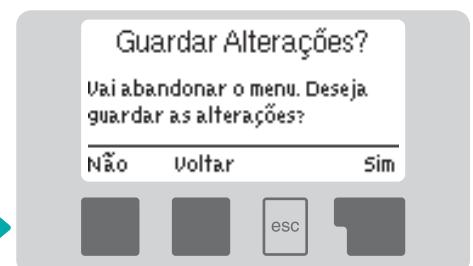 Guardar Alterações?
Vai abandonar o menu. Deseja
guardar as alterações?
Não Voltar Sim
esc